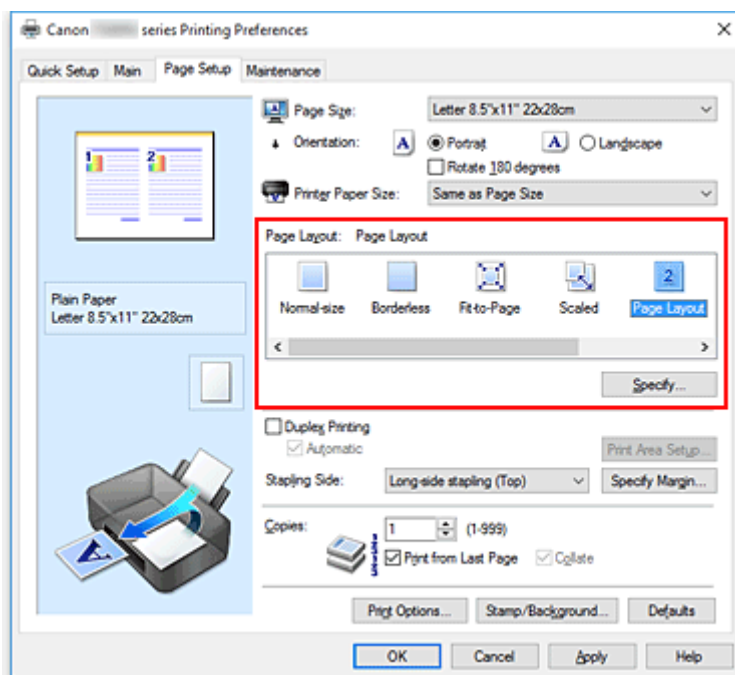 Canon series Printing Preferences
Quick Setup Main Page Setup Maintenance
1 2
Page Size: Letter 8.5"x11" 22x28cm
Orientation: A Portrait A Landscape
Rotate 180 degrees
Printer Paper Size: Same as Page Size
Page Layout: Page Layout
2
Normal-size Borderless Fit-to-Page Scaled Page Layout
Plain Paper
Letter 8.5"x11" 22x28cm
Specify...
Duplex Printing
Automatic
Print Area Setup...
Stapling Side: Long-side stapling (Top) Specify Margin...
Copies: 1 (1-999)
Print from Last Page Collate
A
Print Options... Stamp/Background... Defaults
OK Cancel Apply Help